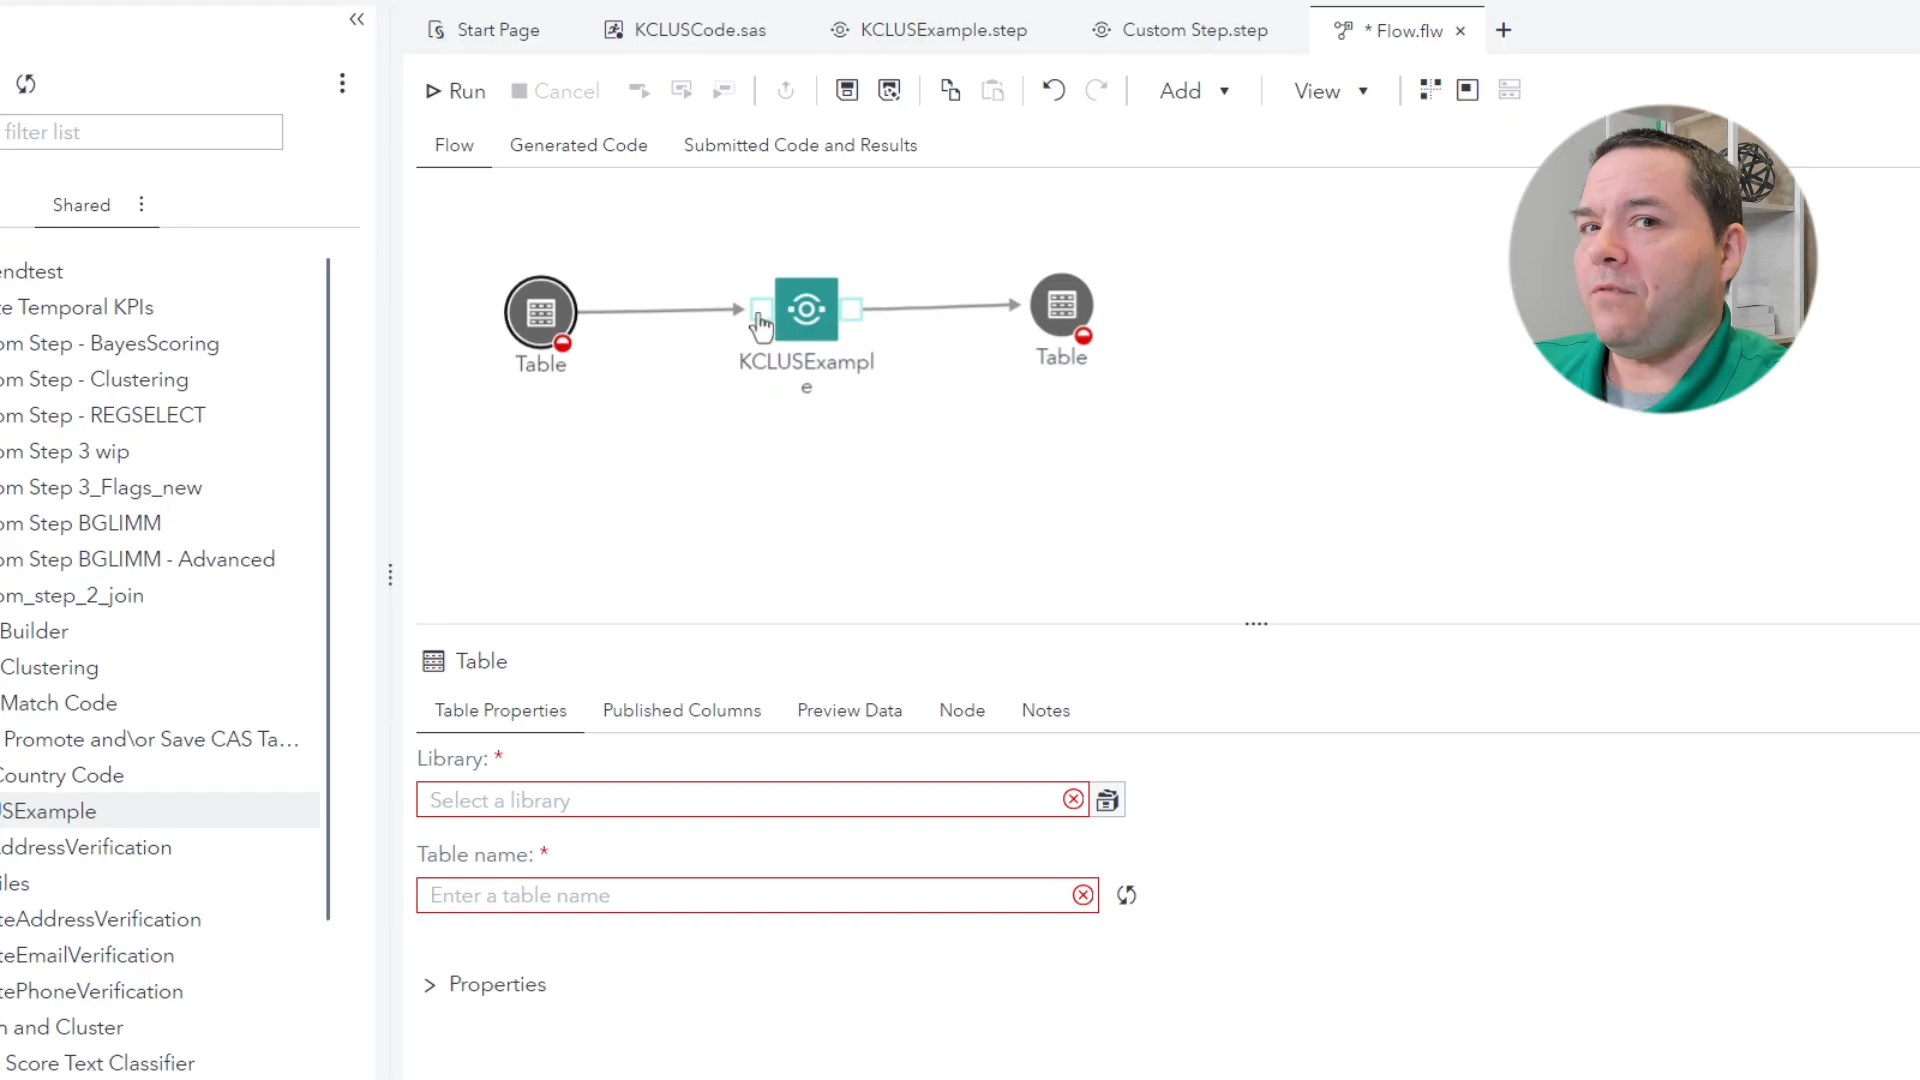 Start Page
KCLUSCode.sas
KCLUSExample.step
Custom Step.step
* Flow.flw
Run
Cancel
Add
View
filter list
Flow
Generated Code
Submitted Code and Results
Shared
endtest
te Temporal KPIs
om Step - BayesScoring
om Step - Clustering
om Step - REGSELECT
om Step 3 wip
om Step 3_Flags_new
om Step BGLIMM
om Step BGLIMM - Advanced
om_step_2_join
Builder
Clustering
Match Code
Promote and\or Save CAS Ta...
Country Code
USExample
AddressVerification
iles
teAddressVerification
teEmailVerification
tePhoneVerification
n and Cluster
Score Text Classifier
Table
KCLUSExampl
e
Table
Table
Table Properties
Published Columns
Preview Data
Node
Notes
Library: *
Select a library
Table name: *
Enter a table name
Properties